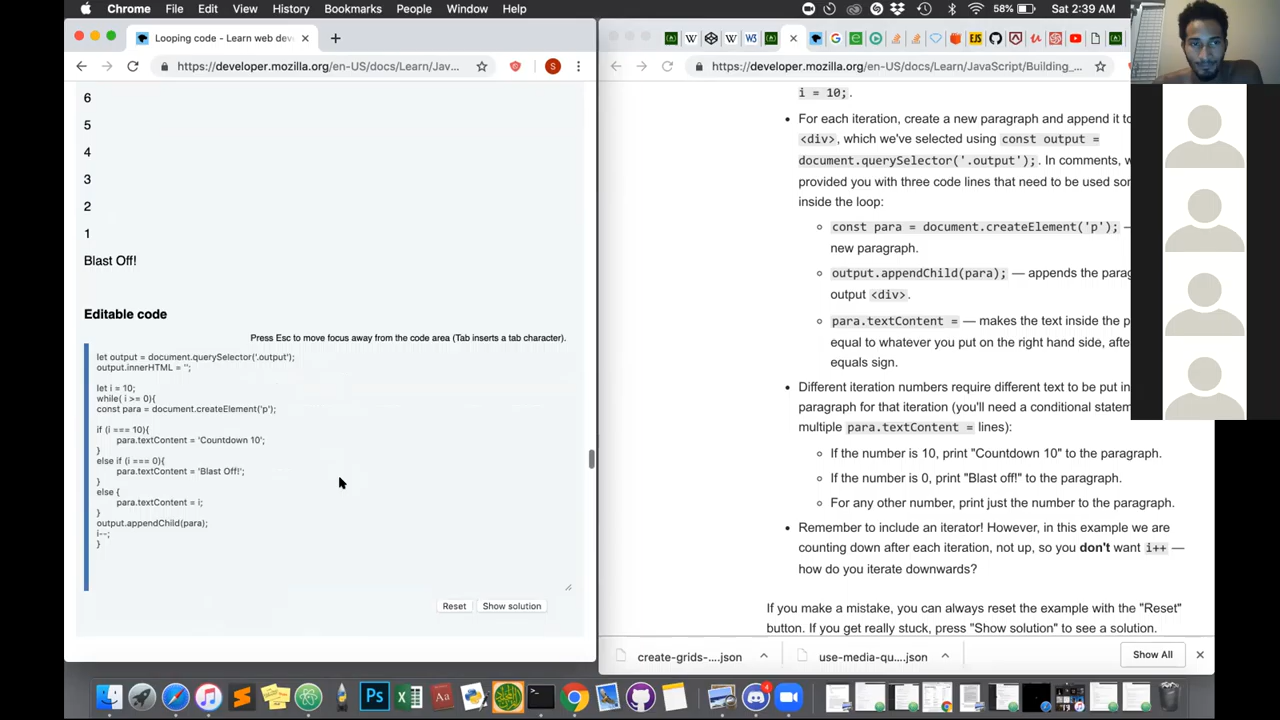 Chrome File Edit View History Bookmarks People Window Help
58% Sat 2:39 AM
Looping code - Learn web dev
https://developer.mozilla.org/en-US/docs/Learn/J
S
6
5
4
3
2
1
Blast Off!
Editable code
Press Esc to move focus away from the code area (Tab inserts a tab character).
let output = document.querySelector('.output');
output.innerHTML = '';
let i = 10;
while( i >= 0){
const para = document.createElement('p');
if (i === 10){
para.textContent = 'Countdown 10';
}
else if (i === 0){
para.textContent = 'Blast Off!';
}
else {
para.textContent = i;
}
output.appendChild(para);
i--;
}
Reset Show solution
https://developer.mozilla.org/en-US/docs/Learn/JavaScript/Building_...
i = 10;.
For each iteration, create a new paragraph and append it to
<div>, which we've selected using const output =
document.querySelector('.output');. In comments, w
provided you with three code lines that need to be used som
inside the loop:
const para = document.createElement('p'); —
new paragraph.
output.appendChild(para); — appends the parag
output <div>.
para.textContent = — makes the text inside the p
equal to whatever you put on the right hand side, after
equals sign.
Different iteration numbers require different text to be put in
paragraph for that iteration (you'll need a conditional statem
multiple para.textContent = lines):
If the number is 10, print "Countdown 10" to the paragraph.
If the number is 0, print "Blast off!" to the paragraph.
For any other number, print just the number to the paragraph.
Remember to include an iterator! However, in this example we are
counting down after each iteration, not up, so you don't want i++ —
how do you iterate downwards?
If you make a mistake, you can always reset the example with the "Reset"
button. If you get really stuck, press "Show solution" to see a solution.
create-grids-....json use-media-qu....json Show All
Ps
Aa
4